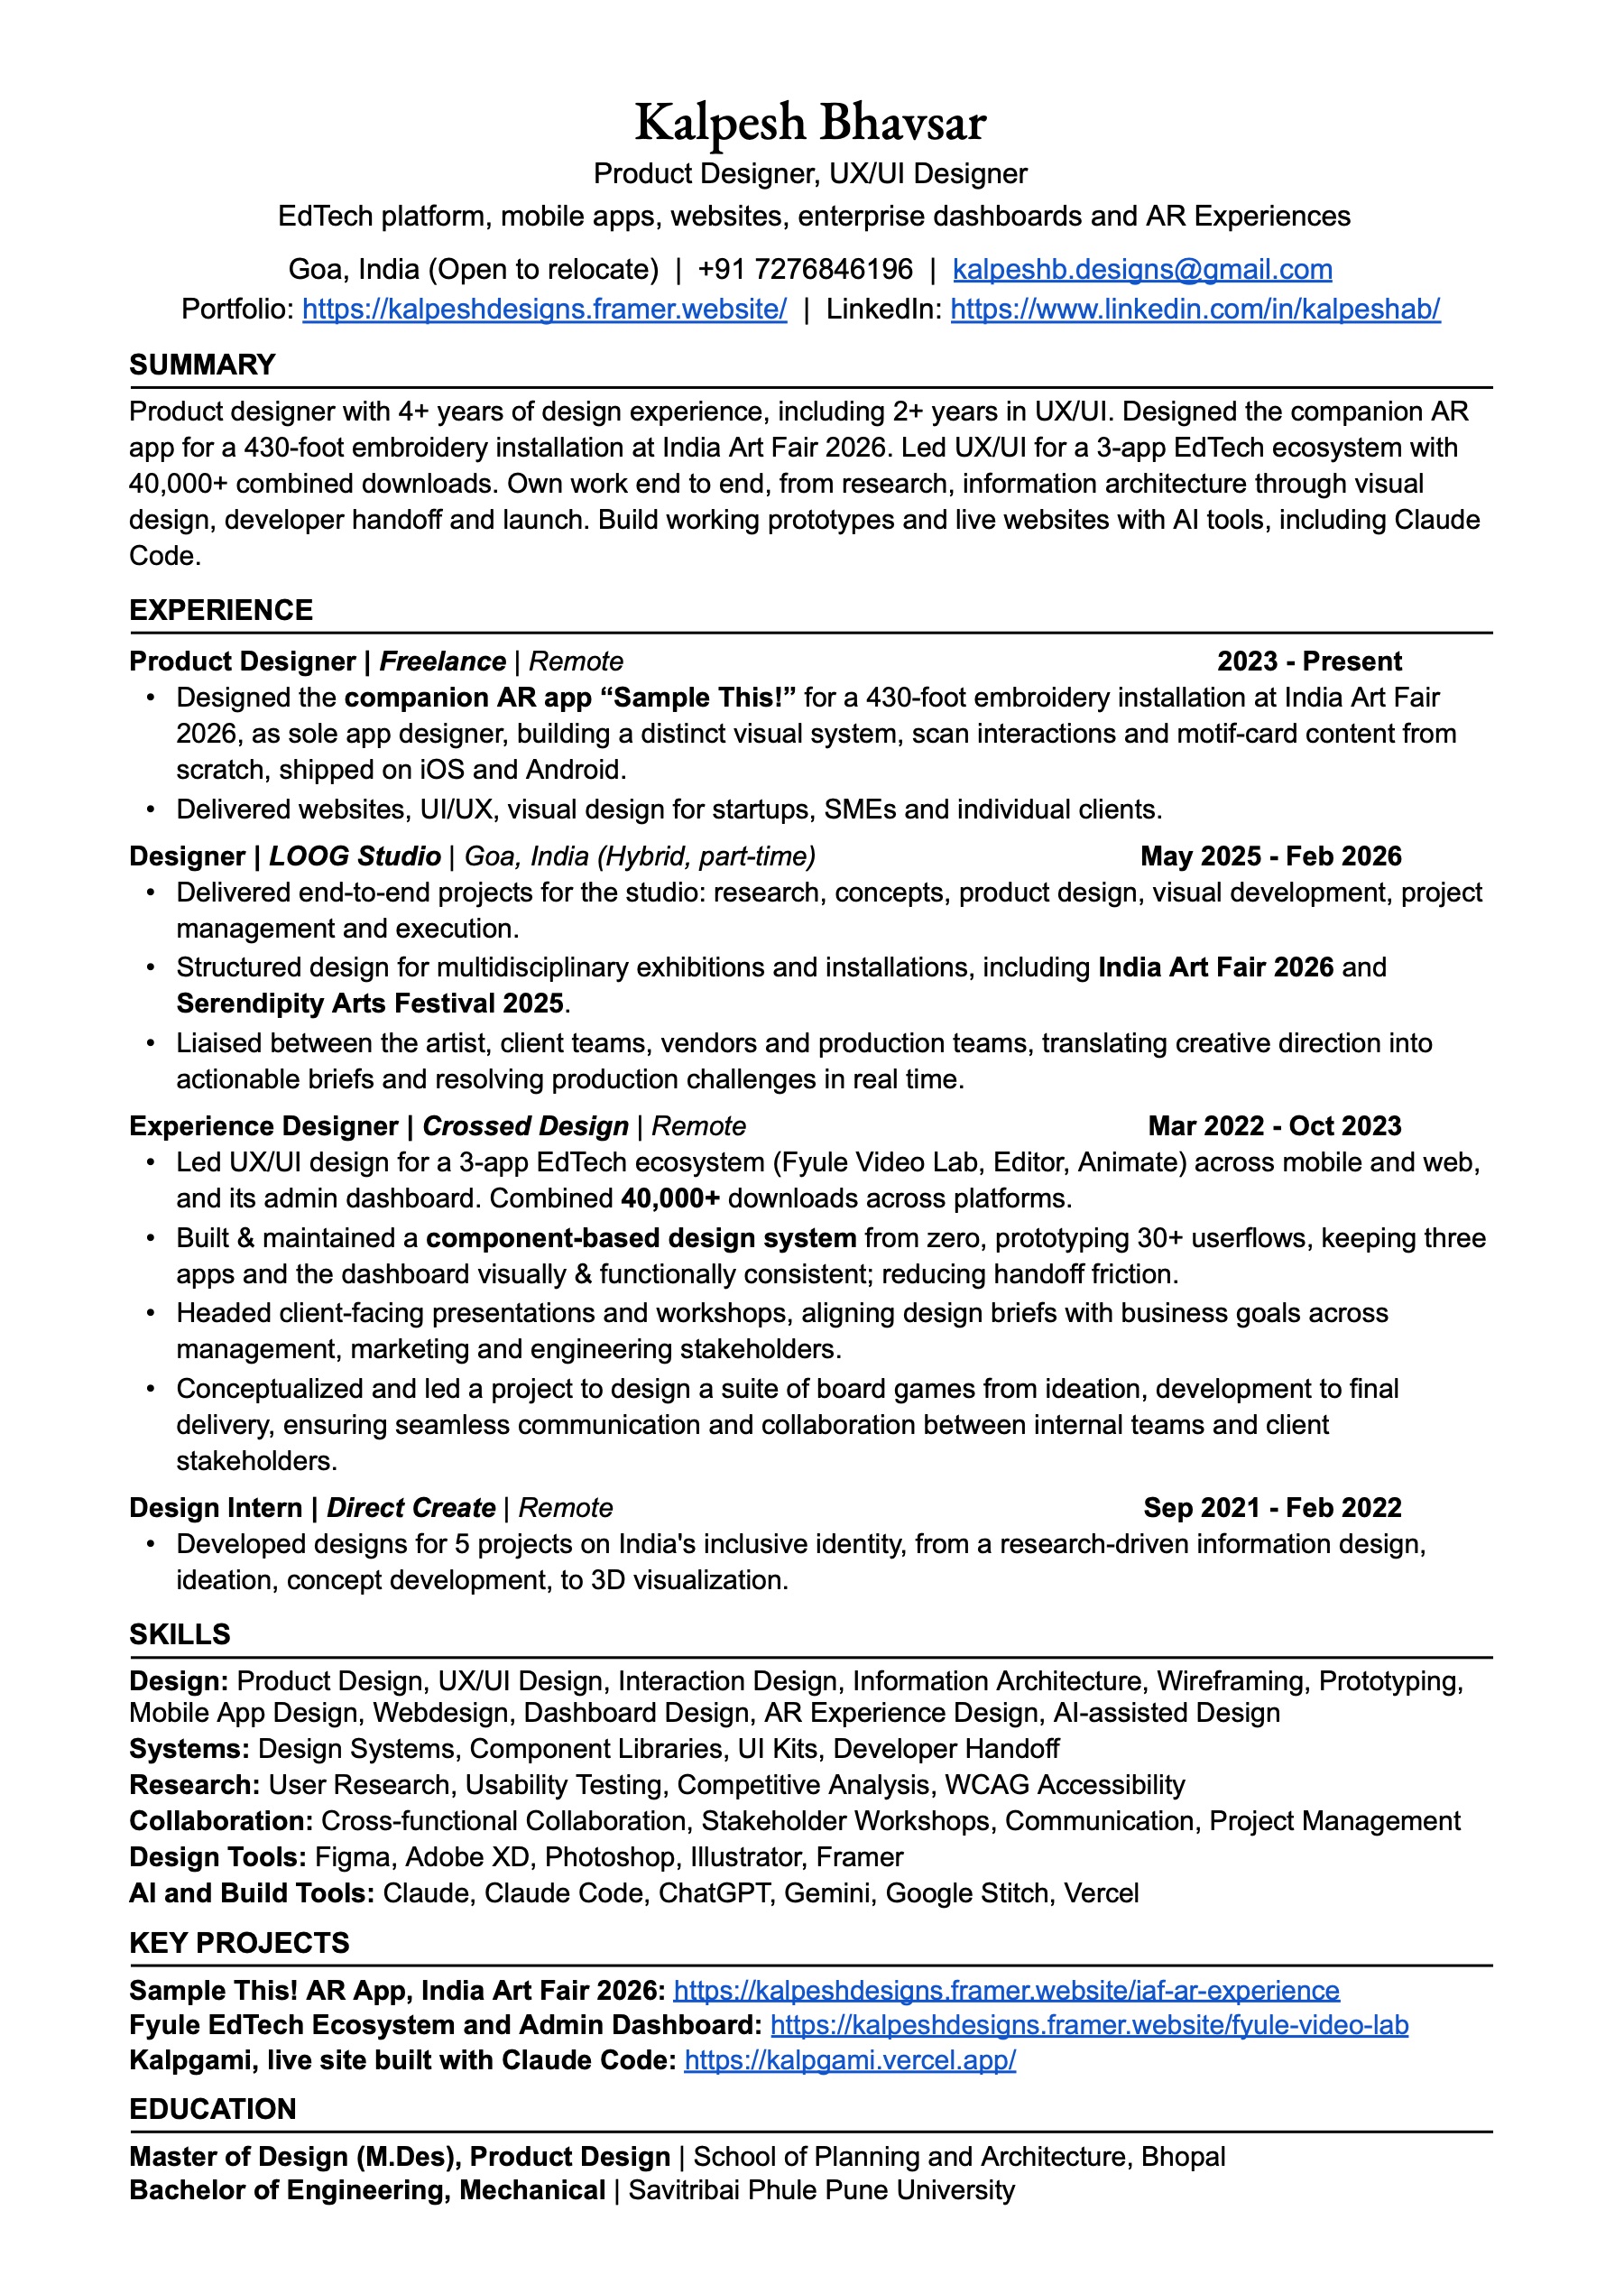 Kalpesh Bhavsar
Product Designer, UX/UI Designer
EdTech platform, mobile apps, websites, enterprise dashboards and AR Experiences
Goa, India (Open to relocate) | +91 7276846196 | kalpeshb.designs@gmail.com
Portfolio: https://kalpeshdesigns.framer.website/ | LinkedIn: https://www.linkedin.com/in/kalpeshab/
SUMMARY
Product designer with 4+ years of design experience, including 2+ years in UX/UI. Designed the companion AR
app for a 430-foot embroidery installation at India Art Fair 2026. Led UX/UI for a 3-app EdTech ecosystem with
40,000+ combined downloads. Own work end to end, from research, information architecture through visual
design, developer handoff and launch. Build working prototypes and live websites with AI tools, including Claude
Code.
EXPERIENCE
Product Designer | Freelance | Remote 2023 - Present
• Designed the companion AR app “Sample This!” for a 430-foot embroidery installation at India Art Fair
2026, as sole app designer, building a distinct visual system, scan interactions and motif-card content from
scratch, shipped on iOS and Android.
• Delivered websites, UI/UX, visual design for startups, SMEs and individual clients.
Designer | LOOG Studio | Goa, India (Hybrid, part-time) May 2025 - Feb 2026
• Delivered end-to-end projects for the studio: research, concepts, product design, visual development, project
management and execution.
• Structured design for multidisciplinary exhibitions and installations, including India Art Fair 2026 and
Serendipity Arts Festival 2025.
• Liaised between the artist, client teams, vendors and production teams, translating creative direction into
actionable briefs and resolving production challenges in real time.
Experience Designer | Crossed Design | Remote Mar 2022 - Oct 2023
• Led UX/UI design for a 3-app EdTech ecosystem (Fyule Video Lab, Editor, Animate) across mobile and web,
and its admin dashboard. Combined 40,000+ downloads across platforms.
• Built & maintained a component-based design system from zero, prototyping 30+ userflows, keeping three
apps and the dashboard visually & functionally consistent; reducing handoff friction.
• Headed client-facing presentations and workshops, aligning design briefs with business goals across
management, marketing and engineering stakeholders.
• Conceptualized and led a project to design a suite of board games from ideation, development to final
delivery, ensuring seamless communication and collaboration between internal teams and client
stakeholders.
Design Intern | Direct Create | Remote Sep 2021 - Feb 2022
• Developed designs for 5 projects on India's inclusive identity, from a research-driven information design,
ideation, concept development, to 3D visualization.
SKILLS
Design: Product Design, UX/UI Design, Interaction Design, Information Architecture, Wireframing, Prototyping,
Mobile App Design, Webdesign, Dashboard Design, AR Experience Design, AI-assisted Design
Systems: Design Systems, Component Libraries, UI Kits, Developer Handoff
Research: User Research, Usability Testing, Competitive Analysis, WCAG Accessibility
Collaboration: Cross-functional Collaboration, Stakeholder Workshops, Communication, Project Management
Design Tools: Figma, Adobe XD, Photoshop, Illustrator, Framer
AI and Build Tools: Claude, Claude Code, ChatGPT, Gemini, Google Stitch, Vercel
KEY PROJECTS
Sample This! AR App, India Art Fair 2026: https://kalpeshdesigns.framer.website/iaf-ar-experience
Fyule EdTech Ecosystem and Admin Dashboard: https://kalpeshdesigns.framer.website/fyule-video-lab
Kalpgami, live site built with Claude Code: https://kalpgami.vercel.app/
EDUCATION
Master of Design (M.Des), Product Design | School of Planning and Architecture, Bhopal
Bachelor of Engineering, Mechanical | Savitribai Phule Pune University